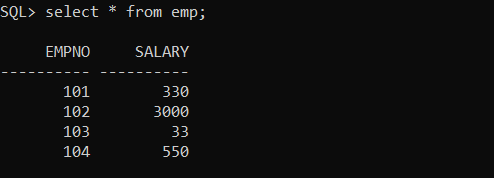 SQL> select * from emp;
EMPNO SALARY
---------- ----------
101 330
102 3000
103 33
104 550